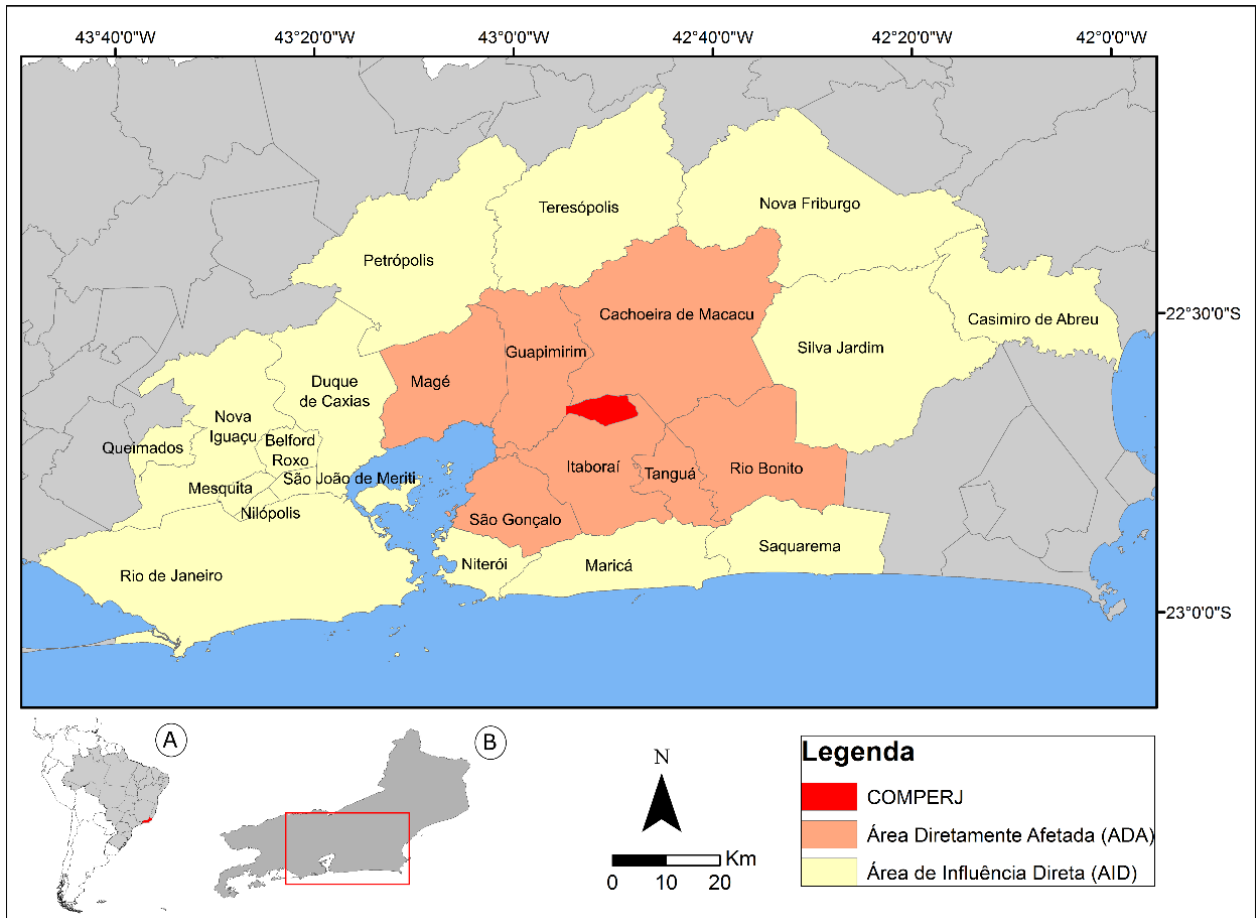 43°40'0"W 43°20'0"W 43°0'0"W 42°40'0"W 42°20'0"W 42°0'0"W
Teresópolis
Nova Friburgo
Petrópolis
Cachoeira de Macacu
Casimiro de Abreu
22°30'0"S
Guapimirim
Silva Jardim
Magé
Duque
de Caxias
Nova
Iguaçu
Queimados
Belford
Roxo
Itaboraí
Tanguá
Rio Bonito
São João de Meriti
Mesquita
Nilópolis
São Gonçalo
Saquarema
Niterói
Maricá
Rio de Janeiro
23°0'0"S
A
B
N
Km
0 10 20
Legenda
COMPERJ
Área Diretamente Afetada (ADA)
Área de Influência Direta (AID)